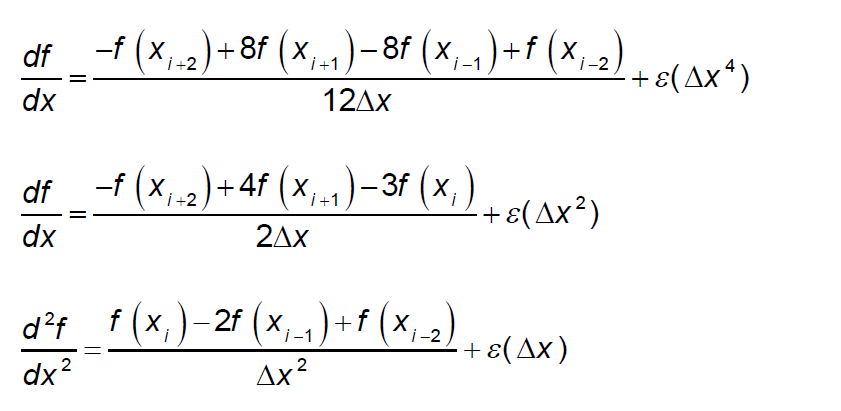 df/dx = (−f(x_{i+2})+8f(x_{i+1})−8f(x_{i−1})+f(x_{i−2}))/(12Δx) + ε(Δx⁴)
df/dx = (−f(x_{i+2})+4f(x_{i+1})−3f(x_i))/(2Δx) + ε(Δx²)
d²f/dx² = (f(x_i)−2f(x_{i−1})+f(x_{i−2}))/(Δx²) + ε(Δx)